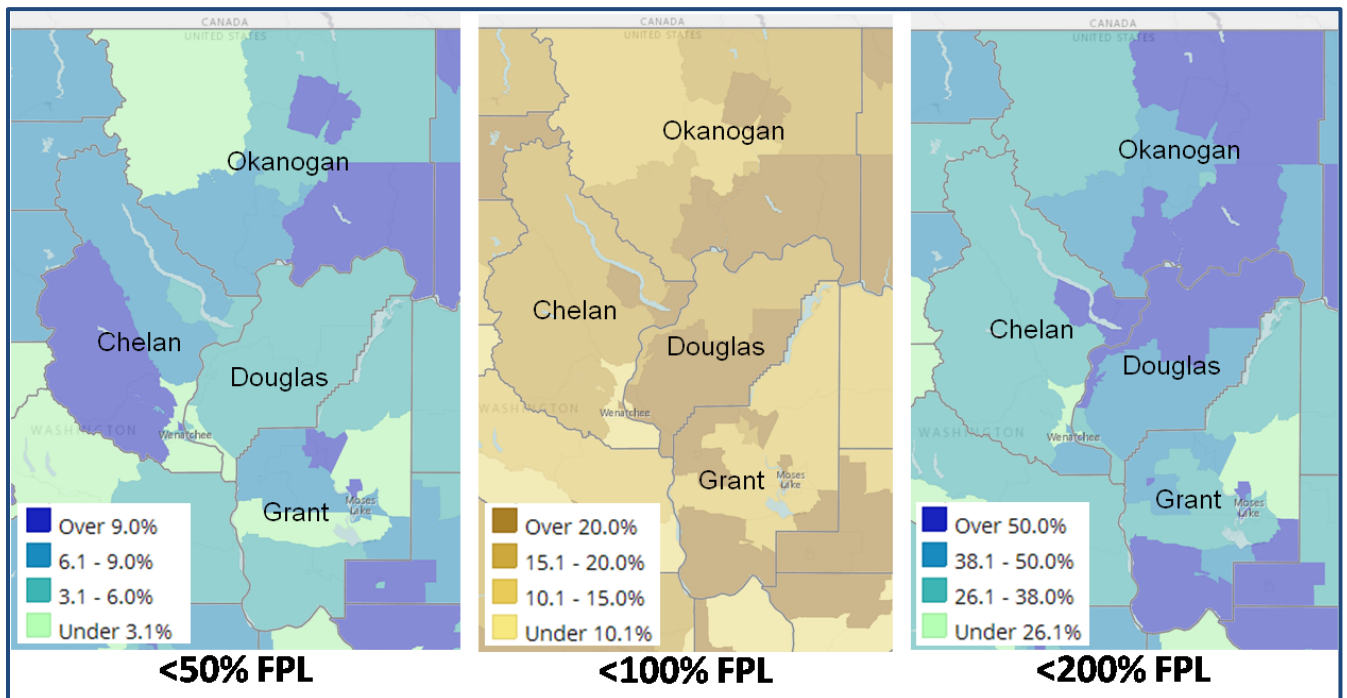 CANADA
UNITED STATES
Okanogan
Chelan
Douglas
WASHINGTON
Wenatchee
Moses
Lake
Grant
Over 9.0%
6.1 - 9.0%
3.1 - 6.0%
Under 3.1%
<50% FPL
CANADA
UNITED STATES
Okanogan
Chelan
Douglas
WASHINGTON
Wenatchee
Grant
Moses
Lake
Over 20.0%
15.1 - 20.0%
10.1 - 15.0%
Under 10.1%
<100% FPL
CANADA
UNITED STATES
Okanogan
Chelan
Douglas
WASHINGTON
Wenatchee
Grant
Moses
Lake
Over 50.0%
38.1 - 50.0%
26.1 - 38.0%
Under 26.1%
<200% FPL